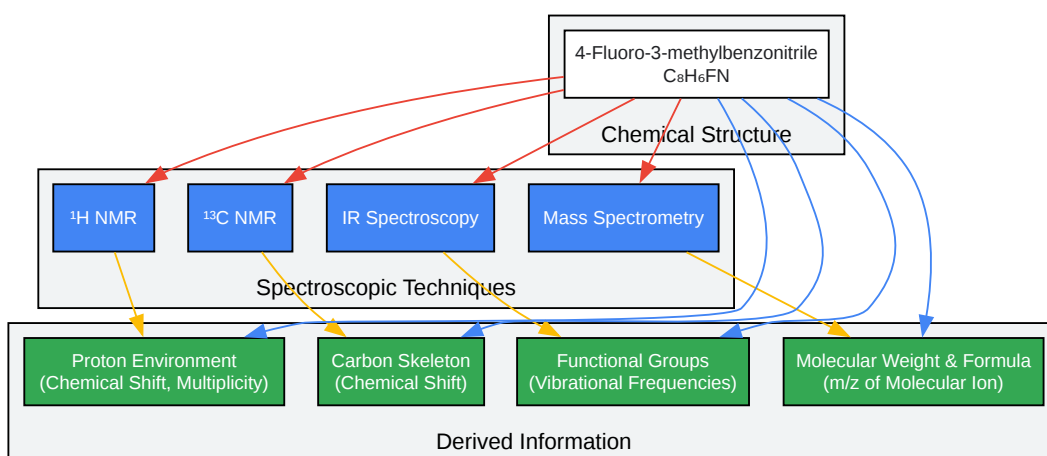 4-Fluoro-3-methylbenzonitrile
C₈H₆FN
Chemical Structure
¹H NMR
¹³C NMR
IR Spectroscopy
Mass Spectrometry
Spectroscopic Techniques
Proton Environment
(Chemical Shift, Multiplicity)
Carbon Skeleton
(Chemical Shift)
Functional Groups
(Vibrational Frequencies)
Molecular Weight & Formula
(m/z of Molecular Ion)
Derived Information